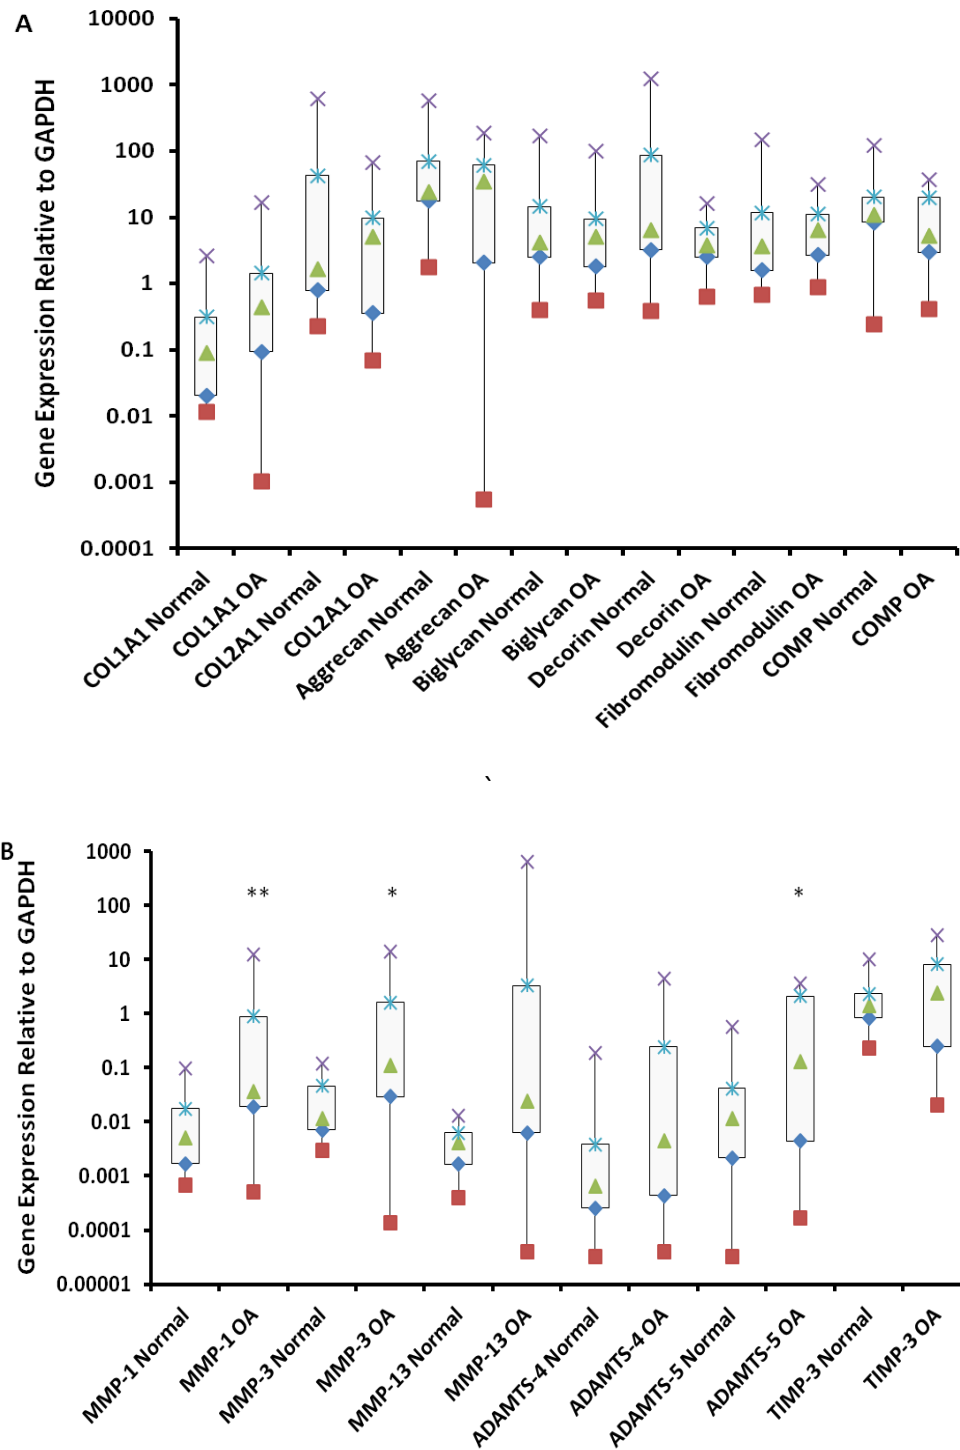 A
Gene Expression Relative to GAPDH
10000
1000
100
10
1
0.1
0.01
0.001
0.0001
COL1A1 Normal
COL1A1 OA
COL2A1 Normal
COL2A1 OA
Aggrecan Normal
Aggrecan OA
Biglycan Normal
Biglycan OA
Decorin Normal
Decorin OA
Fibromodulin Normal
Fibromodulin OA
COMP Normal
COMP OA
`
B
Gene Expression Relative to GAPDH
1000
100
10
1
0.1
0.01
0.001
0.0001
0.00001
**
*
*
MMP-1 Normal
MMP-1 OA
MMP-3 Normal
MMP-3 OA
MMP-13 Normal
MMP-13 OA
ADAMTS-4 Normal
ADAMTS-4 OA
ADAMTS-5 Normal
ADAMTS-5 OA
TIMP-3 Normal
TIMP-3 OA